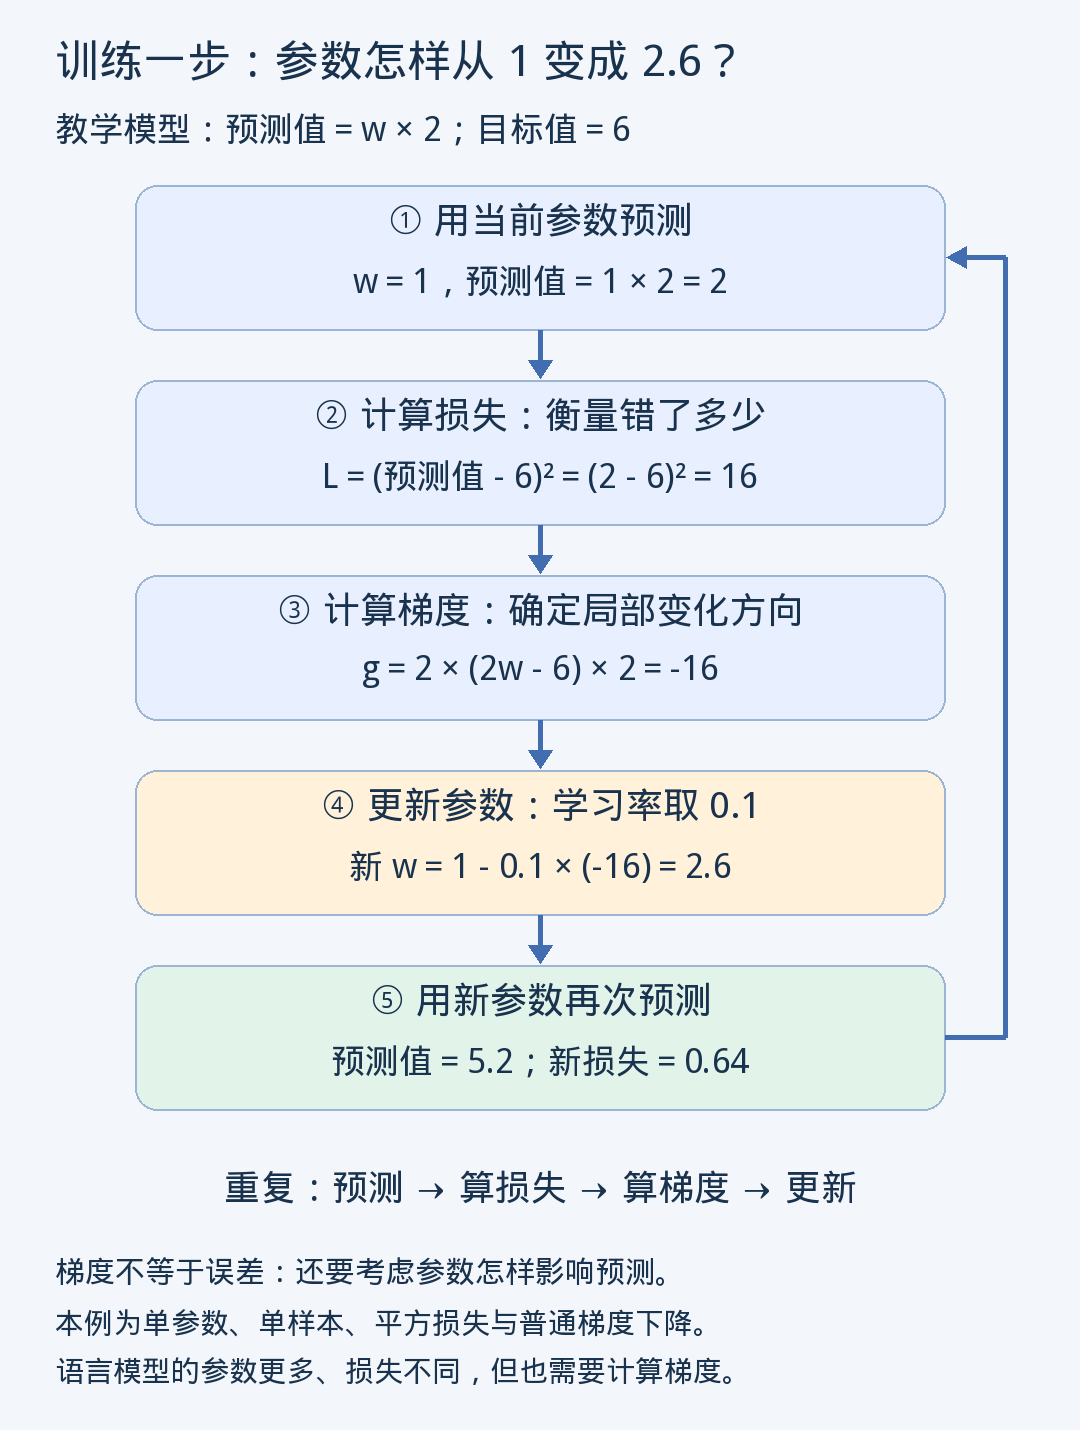 训练一步：参数怎样从 1 变成 2.6？
教学模型：预测值 = w × 2；目标值 = 6
① 用当前参数预测
w = 1，预测值 = 1 × 2 = 2
② 计算损失：衡量错了多少
L = (预测值 - 6)² = (2 - 6)² = 16
③ 计算梯度：确定局部变化方向
g = 2 × (2w - 6) × 2 = -16
④ 更新参数：学习率取 0.1
新 w = 1 - 0.1 × (-16) = 2.6
⑤ 用新参数再次预测
预测值 = 5.2；新损失 = 0.64
重复：预测 → 算损失 → 算梯度 → 更新
梯度不等于误差：还要考虑参数怎样影响预测。
本例为单参数、单样本、平方损失与普通梯度下降。
语言模型的参数更多、损失不同，但也需要计算梯度。